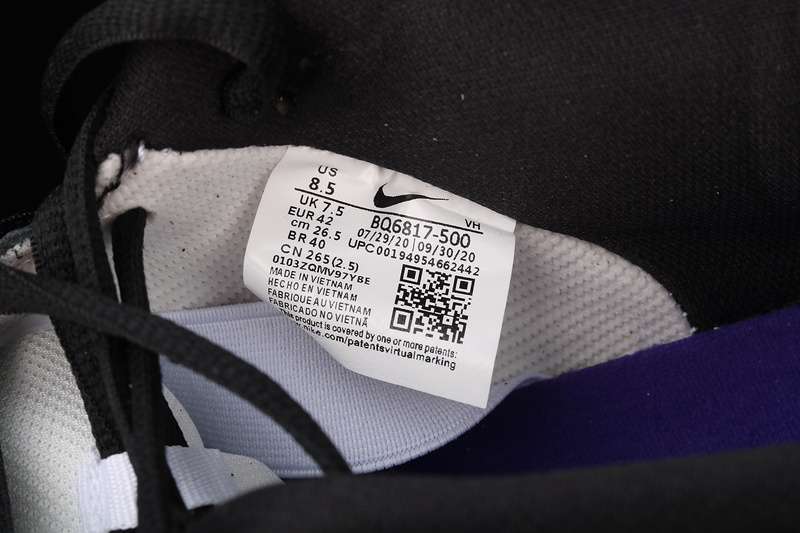 US
8.5
UK 7.5
EUR 42
cm 26.5
BR 40
CN 265(2.5)
0103ZQMV97YBE
MADE IN VIETNAM
HECHO EN VIETNAM
FABRIQUE AU VIETNAM
FABRICADO NO VIETNÃ
This product is covered by one or more patents:
nike.com/patentsvirtualmarking
VH
BQ6817-500
07/29/20 | 09/30/20
UPC00194954662442